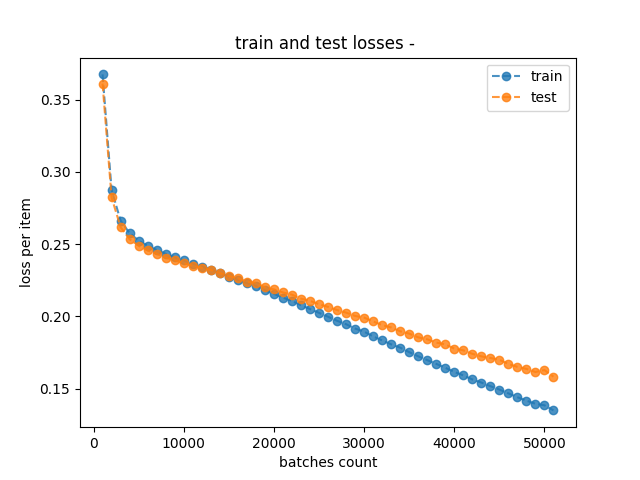 train and test losses -
train
test
loss per item
0.35
0.30
0.25
0.20
0.15
0
10000
20000
30000
40000
50000
batches count